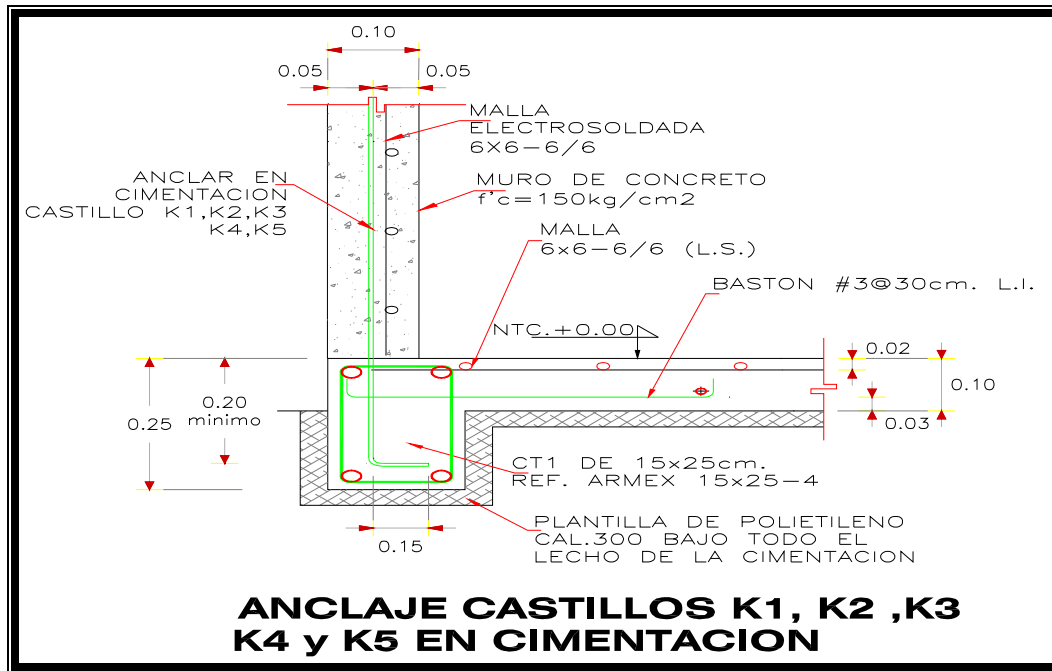 0.10
0.05
0.05
MALLA
ELECTROSOLDADA
6X6-6/6
ANCLAR EN
CIMENTACION
CASTILLO K1,K2,K3
K4,K5
MURO DE CONCRETO
f'c=150kg/cm2
MALLA
6x6-6/6 (L.S.)
BASTON #3@30cm. L.I.
NTC.+0.00
0.02
0.10
0.03
0.20
minimo
0.25
CT1 DE 15x25cm.
REF. ARMEX 15x25-4
0.15
PLANTILLA DE POLIETILENO
CAL.300 BAJO TODO EL
LECHO DE LA CIMENTACION
ANCLAJE CASTILLOS K1, K2 ,K3
K4 y K5 EN CIMENTACION